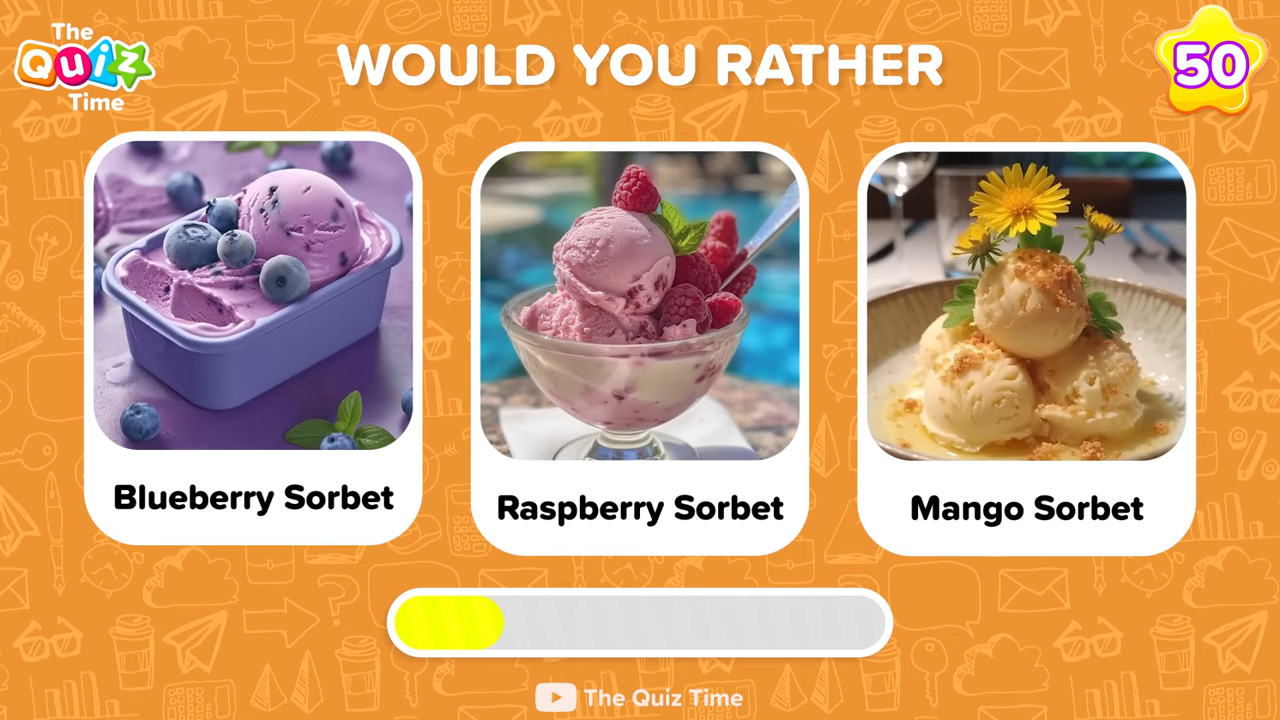 The
Quiz
Time
WOULD YOU RATHER
50
Blueberry Sorbet
Raspberry Sorbet
Mango Sorbet
The Quiz Time